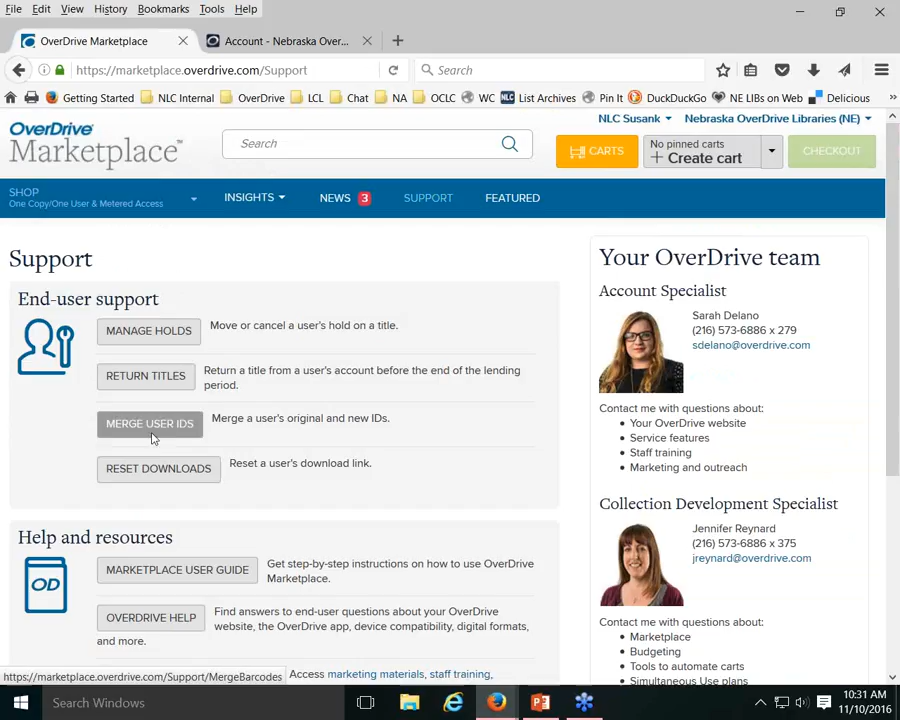 File Edit View History Bookmarks Tools Help
OverDrive Marketplace
Account - Nebraska Over...
https://marketplace.overdrive.com/Support
Search
Getting Started NLC Internal OverDrive LCL Chat NA OCLC WC NLC List Archives Pin It DuckDuckGo NE LIBs on Web Delicious
NLC Susank Nebraska OverDrive Libraries (NE)
OverDrive
Marketplace™
Search
CARTS
No pinned carts
+ Create cart
CHECKOUT
SHOP
One Copy/One User & Metered Access
INSIGHTS NEWS 3 SUPPORT FEATURED
Support
End-user support
MANAGE HOLDS Move or cancel a user's hold on a title.
RETURN TITLES Return a title from a user's account before the end of the lending
period.
MERGE USER IDS Merge a user's original and new IDs.
RESET DOWNLOADS Reset a user's download link.
Help and resources
OD
MARKETPLACE USER GUIDE Get step-by-step instructions on how to use OverDrive
Marketplace.
OVERDRIVE HELP Find answers to end-user questions about your OverDrive
website, the OverDrive app, device compatibility, digital formats,
and more.
Access marketing materials, staff training,
Your OverDrive team
Account Specialist
Sarah Delano
(216) 573-6886 x 279
sdelano@overdrive.com
Contact me with questions about:
Your OverDrive website
Service features
Staff training
Marketing and outreach
Collection Development Specialist
Jennifer Reynard
(216) 573-6886 x 375
jreynard@overdrive.com
Contact me with questions about:
Marketplace
Budgeting
Tools to automate carts
Simultaneous Use plans
https://marketplace.overdrive.com/Support/MergeBarcodes
Search Windows
10:31 AM
11/10/2016